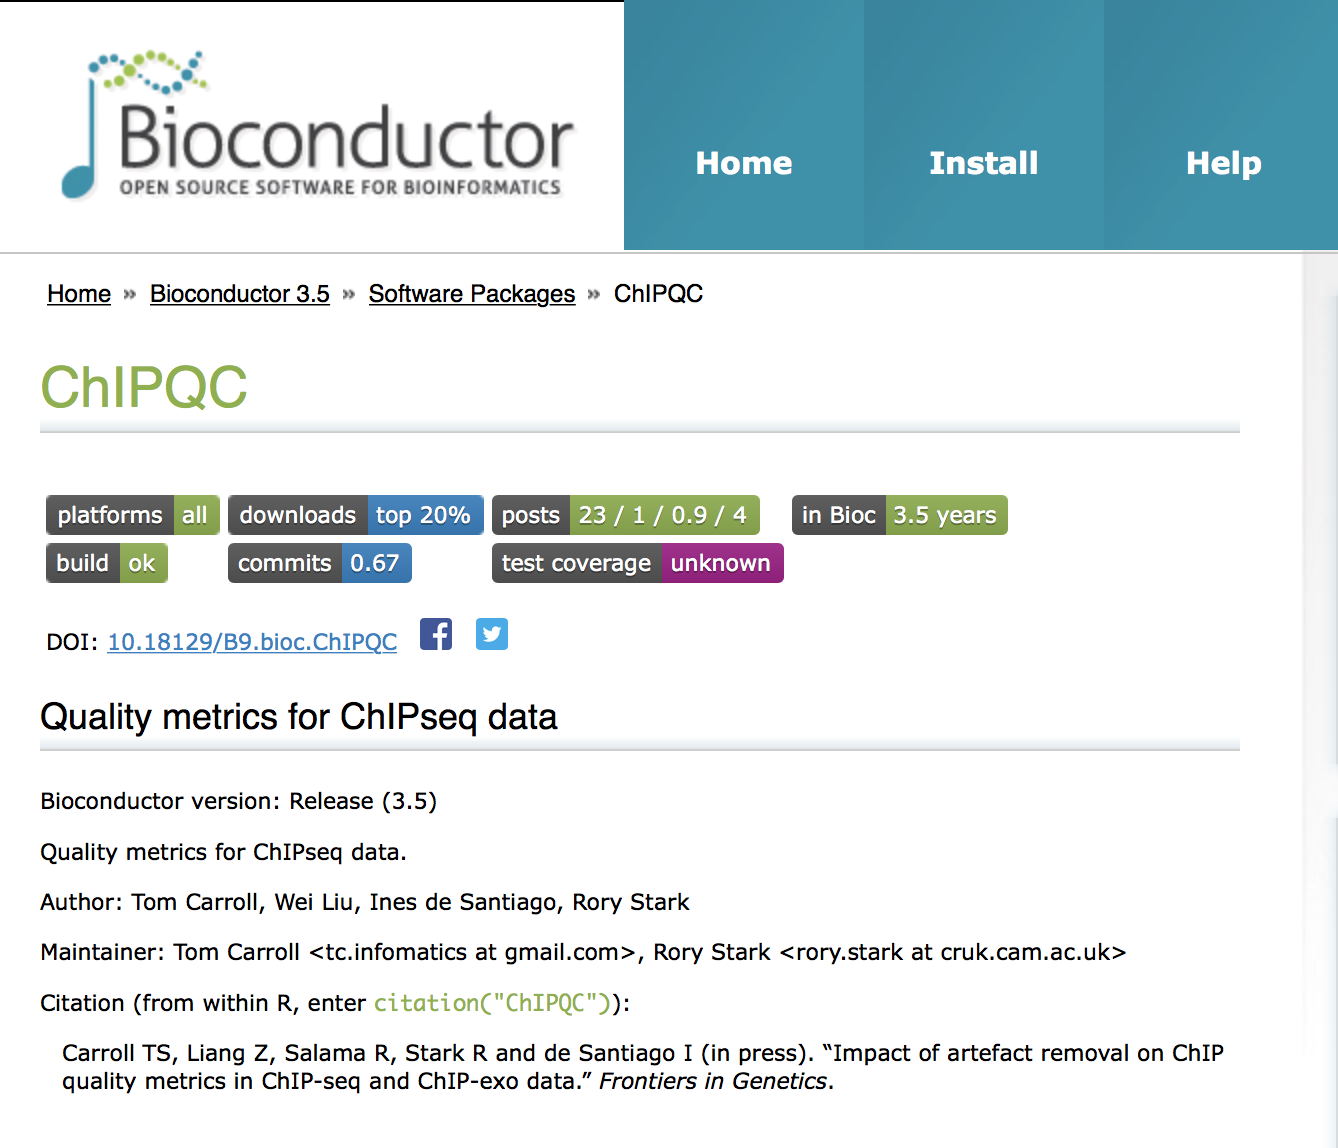 Bioconductor
OPEN SOURCE SOFTWARE FOR BIOINFORMATICS
Home Install Help
Home » Bioconductor 3.5 » Software Packages » ChIPQC
ChIPQC
platforms all downloads top 20% posts 23 / 1 / 0.9 / 4 in Bioc 3.5 years
build ok commits 0.67 test coverage unknown
DOI: 10.18129/B9.bioc.ChIPQC
Quality metrics for ChIPseq data
Bioconductor version: Release (3.5)
Quality metrics for ChIPseq data.
Author: Tom Carroll, Wei Liu, Ines de Santiago, Rory Stark
Maintainer: Tom Carroll <tc.infomatics at gmail.com>, Rory Stark <rory.stark at cruk.cam.ac.uk>
Citation (from within R, enter citation("ChIPQC")):
Carroll TS, Liang Z, Salama R, Stark R and de Santiago I (in press). “Impact of artefact removal on ChIP
quality metrics in ChIP-seq and ChIP-exo data.” Frontiers in Genetics.